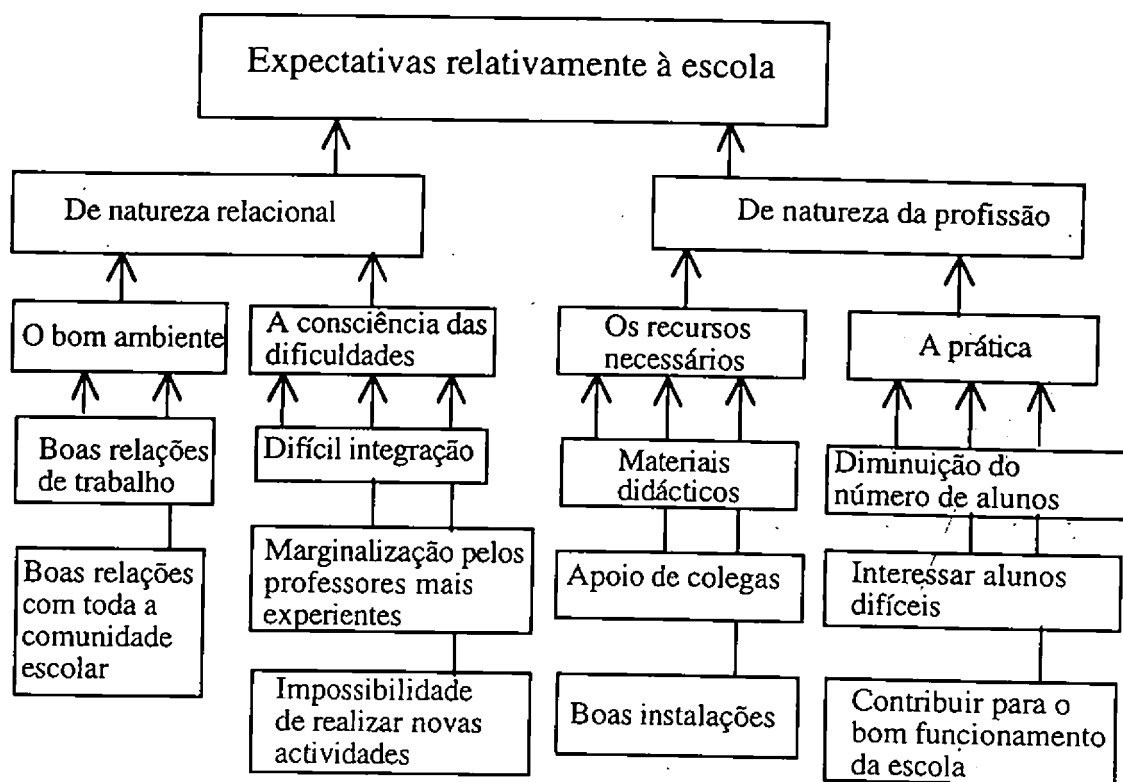 Expectativas relativamente à escola
De natureza relacional
De natureza da profissão
O bom ambiente
A consciência das
dificuldades
Os recursos
necessários
A prática
Boas relações
de trabalho
Difícil integração
Materiais
didácticos
Diminuição do
número de alunos
Boas relações
com toda a
comunidade
escolar
Marginalização pelos
professores mais
experientes
Apoio de colegas
Interessar alunos
difíceis
Impossibilidade
de realizar novas
actividades
Boas instalações
Contribuir para o
bom funcionamento
da escola